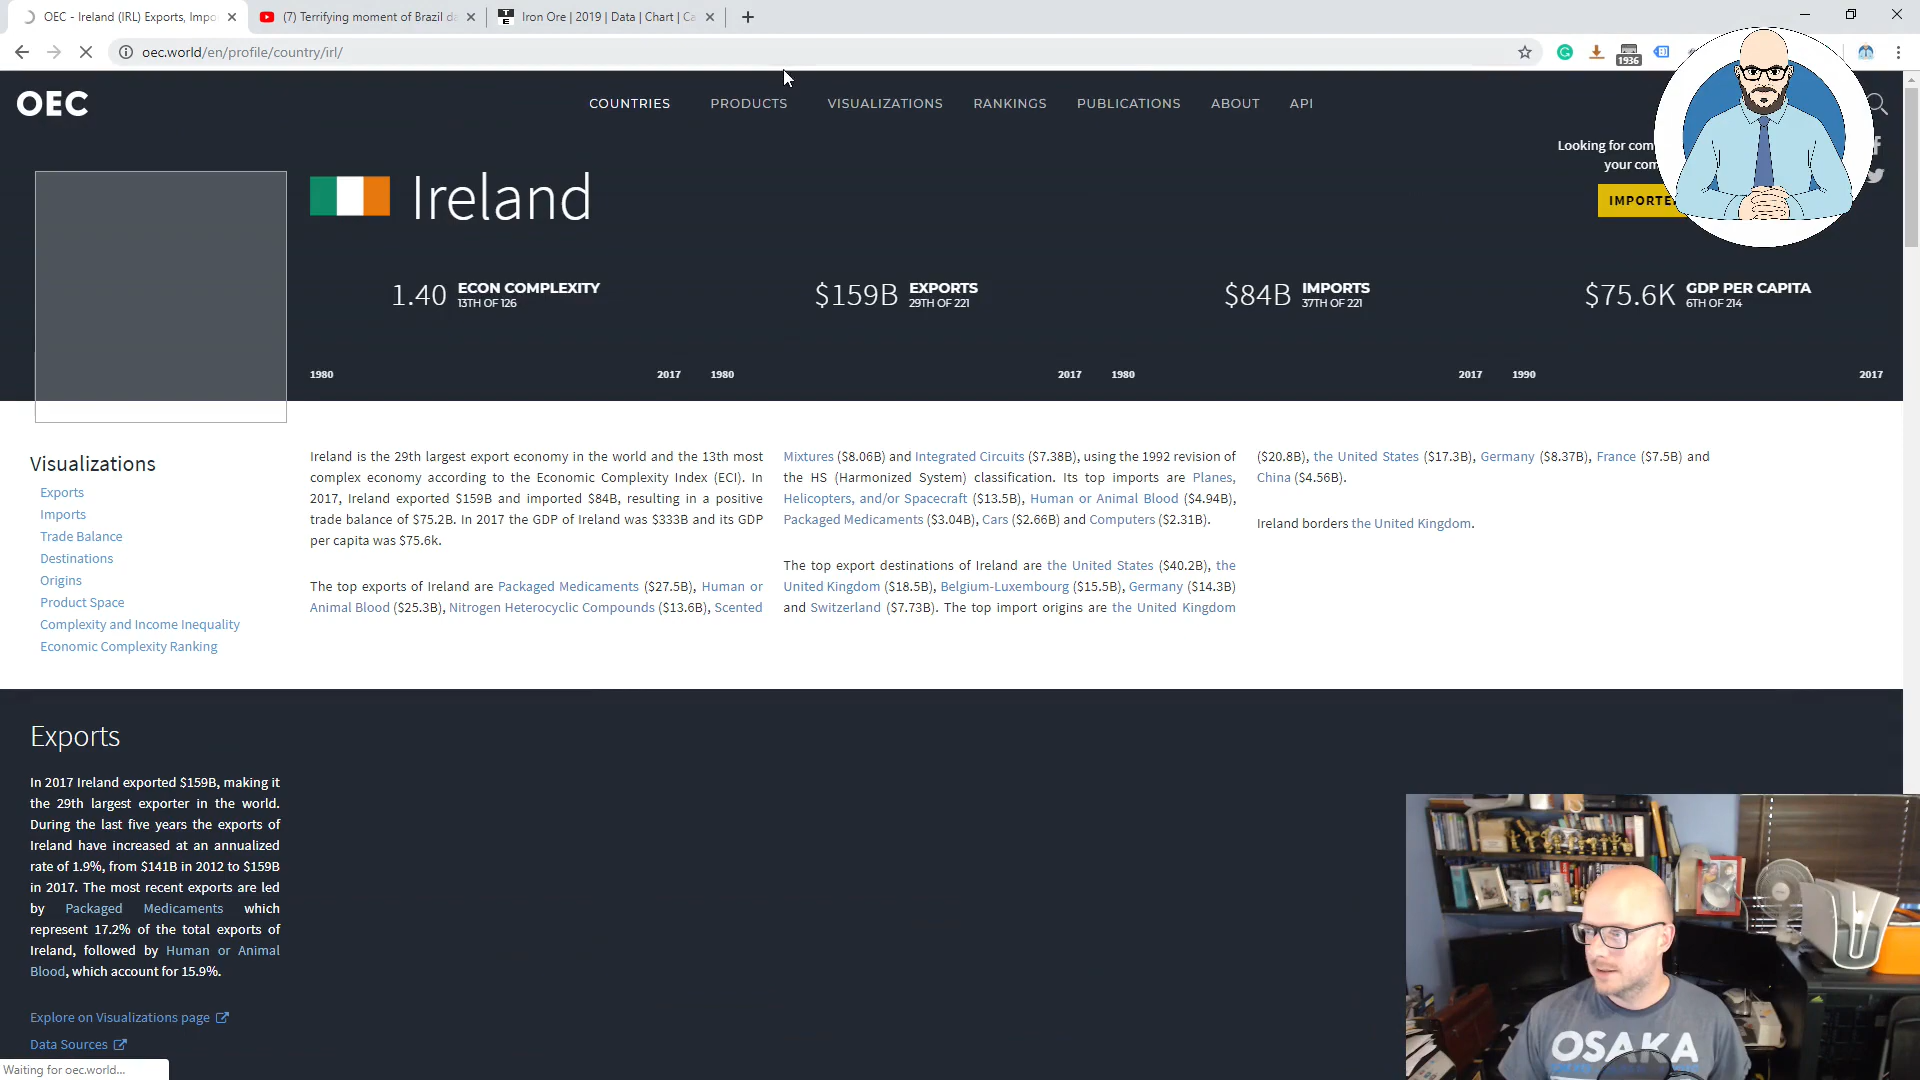 OEC - Ireland (IRL) Exports, Impo
(7) Terrifying moment of Brazil da
Iron Ore | 2019 | Data | Chart | Ca
oec.world/en/profile/country/irl/
1936
OEC
COUNTRIES
PRODUCTS
VISUALIZATIONS
RANKINGS
PUBLICATIONS
ABOUT
API
Looking for com
your com
IMPORTE
Ireland
1.40 ECON COMPLEXITY
13TH OF 126
$159B EXPORTS
29TH OF 221
$84B IMPORTS
37TH OF 221
$75.6K GDP PER CAPITA
6TH OF 214
1980 2017 1980 2017 1980 2017 1990 2017
Visualizations
Exports
Imports
Trade Balance
Destinations
Origins
Product Space
Complexity and Income Inequality
Economic Complexity Ranking
Ireland is the 29th largest export economy in the world and the 13th most
complex economy according to the Economic Complexity Index (ECI). In
2017, Ireland exported $159B and imported $84B, resulting in a positive
trade balance of $75.2B. In 2017 the GDP of Ireland was $333B and its GDP
per capita was $75.6k.
The top exports of Ireland are Packaged Medicaments ($27.5B), Human or
Animal Blood ($25.3B), Nitrogen Heterocyclic Compounds ($13.6B), Scented
Mixtures ($8.06B) and Integrated Circuits ($7.38B), using the 1992 revision of
the HS (Harmonized System) classification. Its top imports are Planes,
Helicopters, and/or Spacecraft ($13.5B), Human or Animal Blood ($4.94B),
Packaged Medicaments ($3.04B), Cars ($2.66B) and Computers ($2.31B).
The top export destinations of Ireland are the United States ($40.2B), the
United Kingdom ($18.5B), Belgium-Luxembourg ($15.5B), Germany ($14.3B)
and Switzerland ($7.73B). The top import origins are the United Kingdom
($20.8B), the United States ($17.3B), Germany ($8.37B), France ($7.5B) and
China ($4.56B).
Ireland borders the United Kingdom.
Exports
In 2017 Ireland exported $159B, making it
the 29th largest exporter in the world.
During the last five years the exports of
Ireland have increased at an annualized
rate of 1.9%, from $141B in 2012 to $159B
in 2017. The most recent exports are led
by Packaged Medicaments which
represent 17.2% of the total exports of
Ireland, followed by Human or Animal
Blood, which account for 15.9%.
Explore on Visualizations page
Data Sources
Waiting for oec.world...
OSAKA